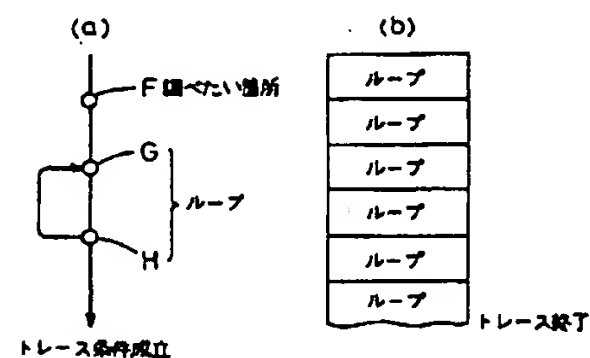 (a)
F 調べたい箇所
G
ループ
H
トレース条件成立
(b)
ループ
ループ
ループ
ループ
ループ
ループ
トレース終了